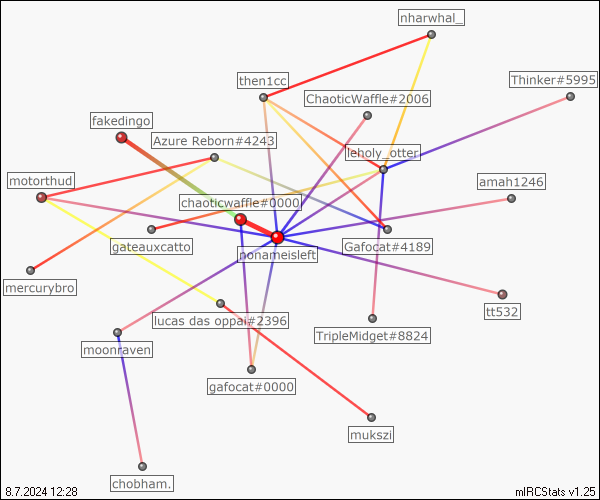 nharwhal_
then1cc
Thinker#5995
ChaoticWaffle#2006
fakedingo
Azure Reborn#4243
leholy_otter
motorthud
amah1246
chaoticwaffle#0000
gateauxcatto
Gafocat#4189
nonameisleft
mercurybro
tt532
lucas das oppai#2396
TripleMidget#8824
moonraven
gafocat#0000
mukszi
chobham.
8.7.2024 12:28
mIRCStats v1.25